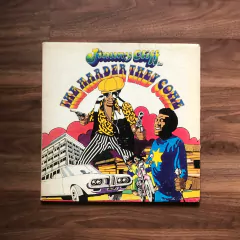 Jimmy Cliff
in
THE HARDER THEY COME